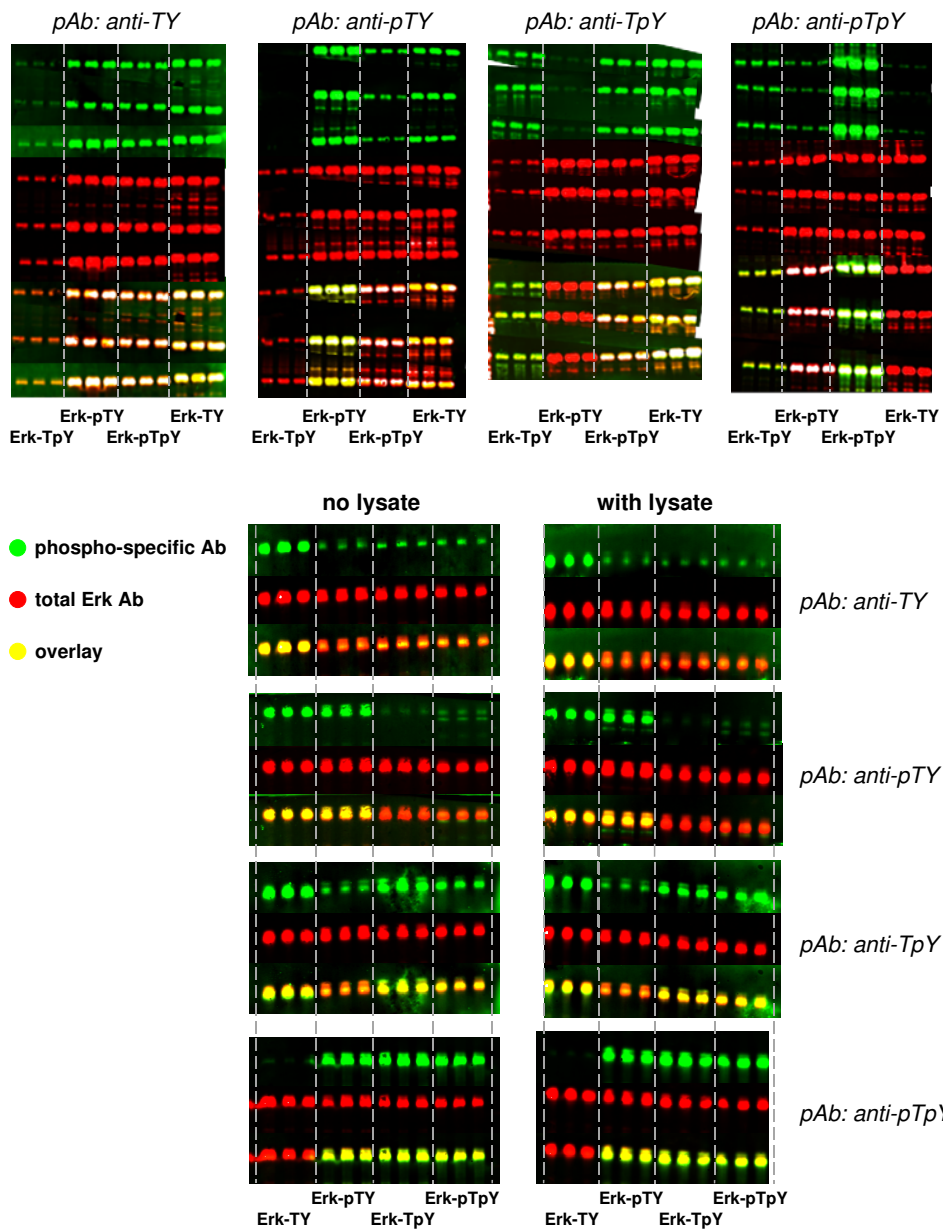 pAb: anti-TY pAb: anti-pTY pAb: anti-TpY pAb: anti-pTpY
Erk-pTY Erk-TY Erk-pTY Erk-TY Erk-pTY Erk-TY Erk-pTY Erk-TY
Erk-TpY Erk-pTpY Erk-TpY Erk-pTpY Erk-TpY Erk-pTpY Erk-TpY Erk-pTpY
no lysate with lysate
phospho-specific Ab
total Erk Ab
overlay
pAb: anti-TY
pAb: anti-pTY
pAb: anti-TpY
pAb: anti-pTpY
Erk-pTY Erk-pTpY Erk-pTY Erk-pTpY
Erk-TY Erk-TpY Erk-TY Erk-TpY